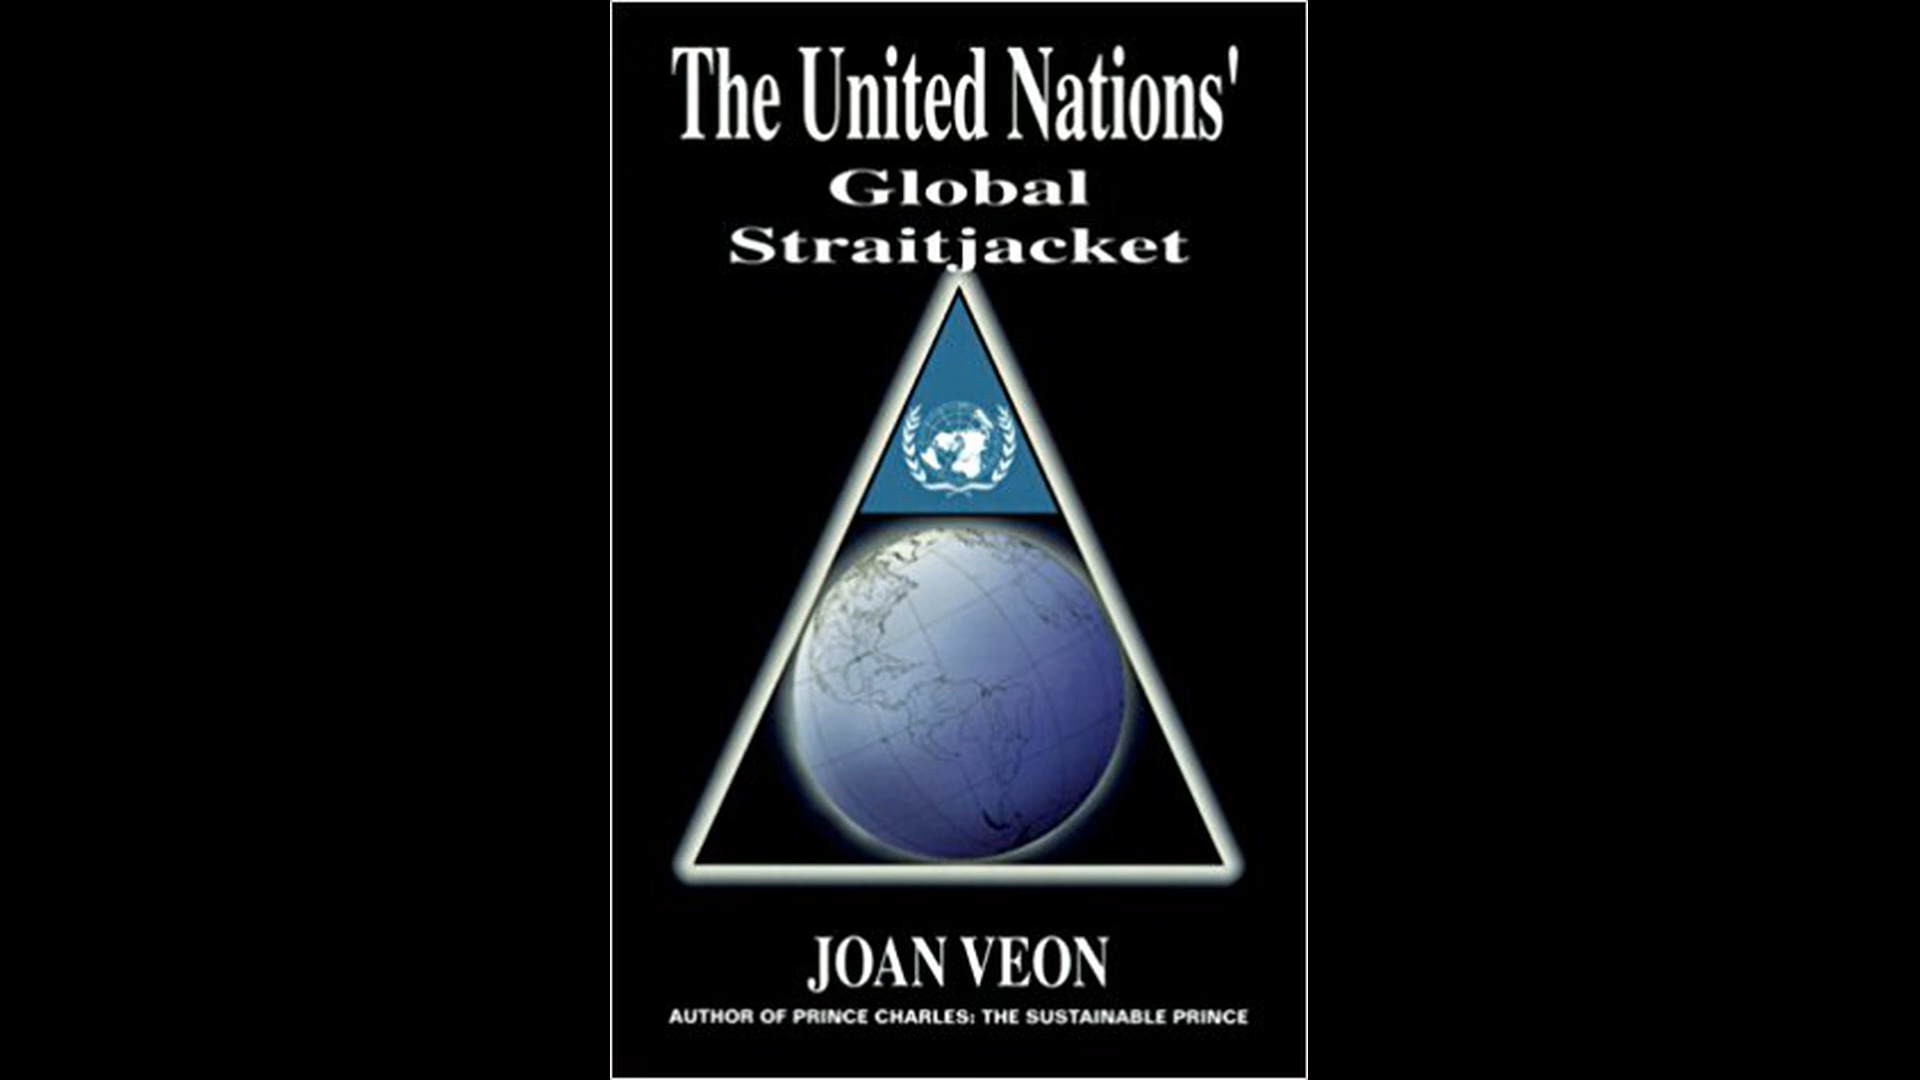 The United Nations'
Global
Straitjacket
JOAN VEON
AUTHOR OF PRINCE CHARLES: THE SUSTAINABLE PRINCE